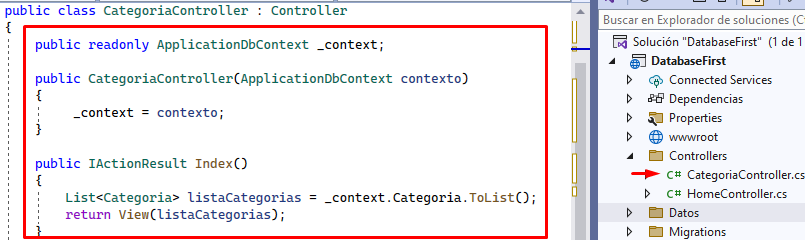 public class CategoriaController : Controller
{
public readonly ApplicationDbContext _context;
public CategoriaController(ApplicationDbContext contexto)
{
_context = contexto;
}
public IActionResult Index()
{
List<Categoria> listaCategorias = _context.Categoria.ToList();
return View(listaCategorias);
}
Buscar en Explorador de soluciones (Ct
Solución "DatabaseFirst" (1 de 1
DatabaseFirst
Connected Services
Dependencias
Properties
wwwroot
Controllers
C# CategoriaController.cs
C# HomeController.cs
Datos
Migrations